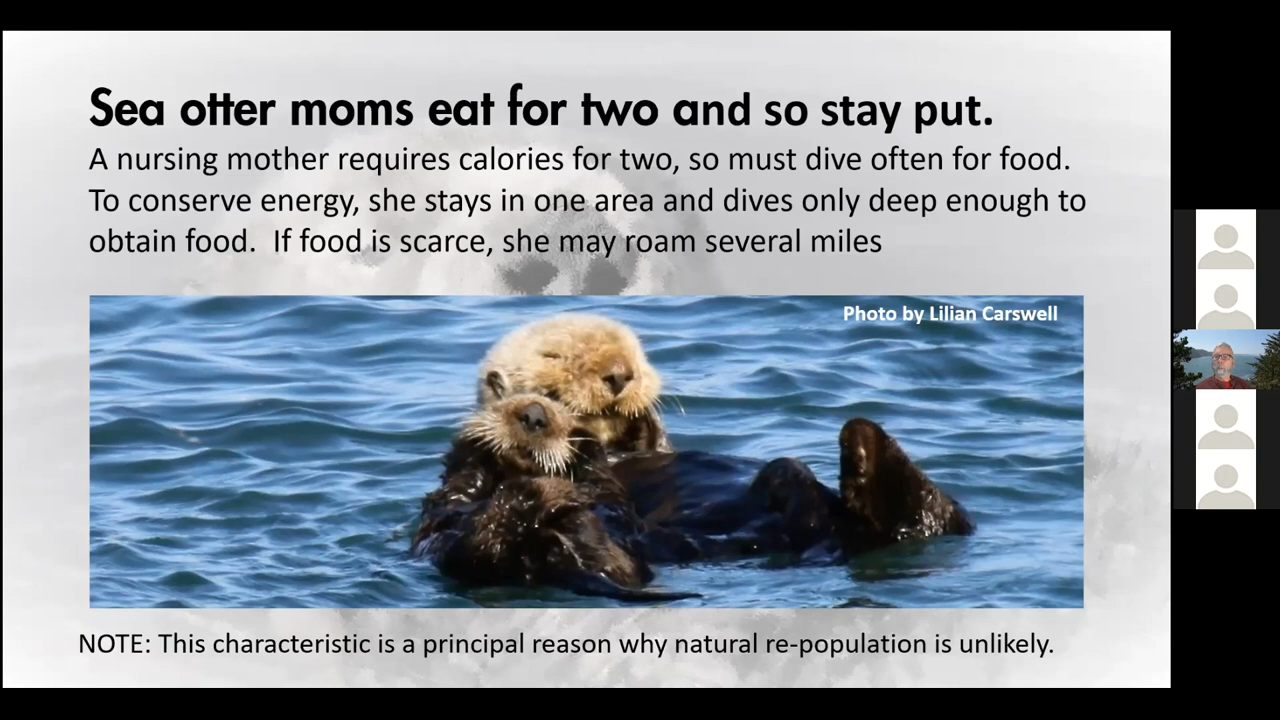 Sea otter moms eat for two and so stay put.
A nursing mother requires calories for two, so must dive often for food.
To conserve energy, she stays in one area and dives only deep enough to
obtain food.  If food is scarce, she may roam several miles
Photo by Lilian Carswell
NOTE: This characteristic is a principal reason why natural re-population is unlikely.